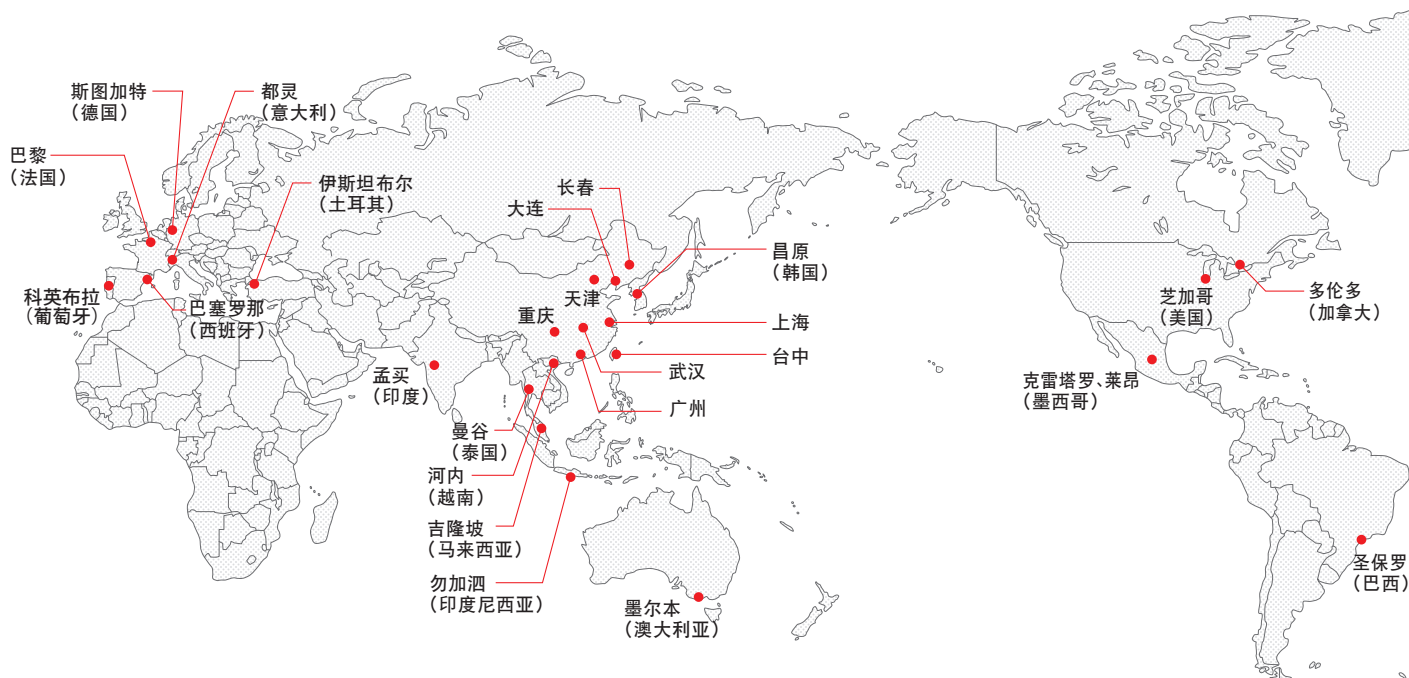 斯图加特
（德国）
都灵
（意大利）
巴黎
（法国）
伊斯坦布尔
（土耳其）
科英布拉
（葡萄牙）
巴塞罗那
（西班牙）
长春
大连
昌原
（韩国）
天津
重庆
上海
台中
武汉
广州
孟买
（印度）
曼谷
（泰国）
河内
（越南）
吉隆坡
（马来西亚）
勿加泗
（印度尼西亚）
墨尔本
（澳大利亚）
芝加哥
（美国）
多伦多
（加拿大）
克雷塔罗、莱昂
（墨西哥）
圣保罗
（巴西）